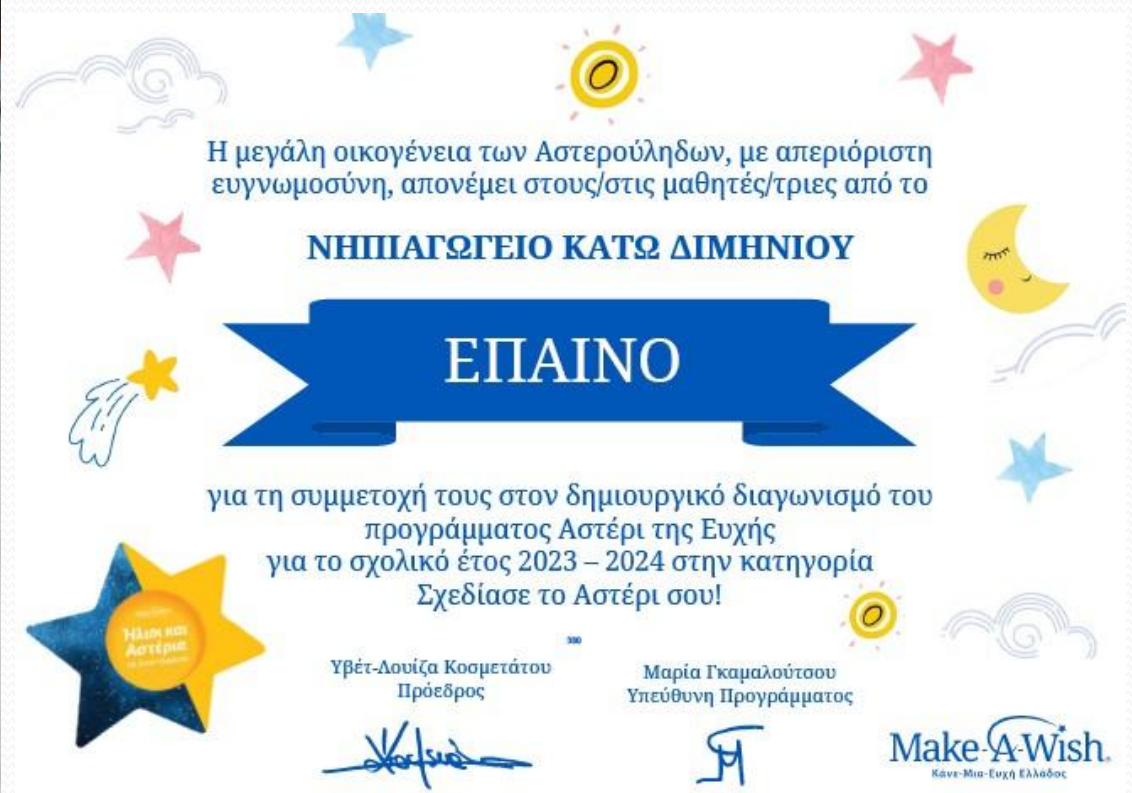 Η μεγάλη οικογένεια των Αστερούληδων, με απεριόριστη
ευγνωμοσύνη, απονέμει στους/στις μαθητές/τριες από το
ΝΗΠΙΑΓΩΓΕΙΟ ΚΑΤΩ ΔΙΜΗΝΙΟΥ
ΕΠΑΙΝΟ
για τη συμμετοχή τους στον δημιουργικό διαγωνισμό του
προγράμματος Αστέρι της Ευχής
για το σχολικό έτος 2023 – 2024 στην κατηγορία
Σχεδίασε το Αστέρι σου!
Ήλιοι και
Αστέρια
Υβέτ-Λουίζα Κοσμετάτου
Πρόεδρος
Μαρία Γκαμαλούτσου
Υπεύθυνη Προγράμματος
Make-A-Wish.
Κάνε-Μια-Ευχή Ελλάδος